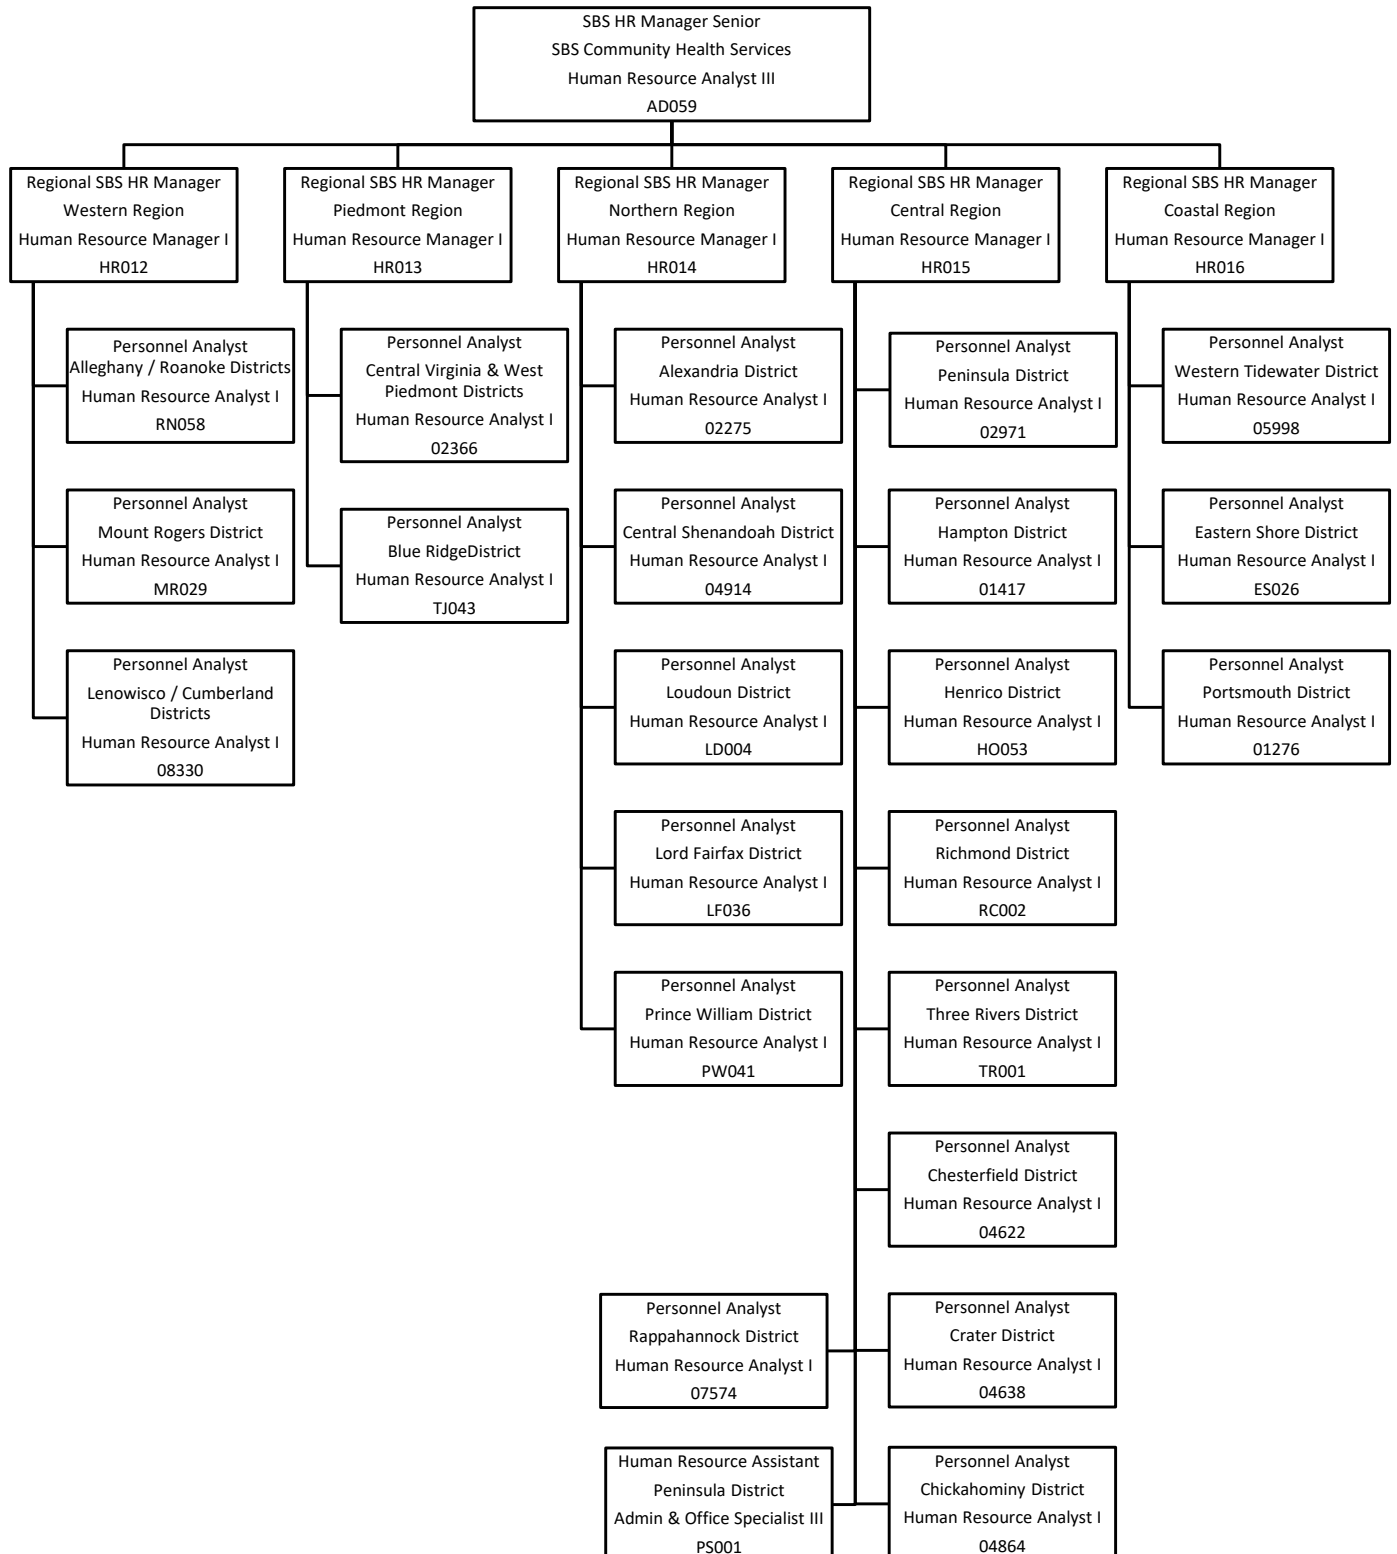 SBS HR Manager Senior
SBS Community Health Services
Human Resource Analyst III
AD059
Regional SBS HR Manager
Western Region
Human Resource Manager I
HR012
Regional SBS HR Manager
Piedmont Region
Human Resource Manager I
HR013
Regional SBS HR Manager
Northern Region
Human Resource Manager I
HR014
Regional SBS HR Manager
Central Region
Human Resource Manager I
HR015
Regional SBS HR Manager
Coastal Region
Human Resource Manager I
HR016
Personnel Analyst
Alleghany / Roanoke Districts
Human Resource Analyst I
RN058
Personnel Analyst
Mount Rogers District
Human Resource Analyst I
MR029
Personnel Analyst
Lenowisco / Cumberland
Districts
Human Resource Analyst I
08330
Personnel Analyst
Central Virginia & West
Piedmont Districts
Human Resource Analyst I
02366
Personnel Analyst
Blue RidgeDistrict
Human Resource Analyst I
TJ043
Personnel Analyst
Alexandria District
Human Resource Analyst I
02275
Personnel Analyst
Central Shenandoah District
Human Resource Analyst I
04914
Personnel Analyst
Loudoun District
Human Resource Analyst I
LD004
Personnel Analyst
Lord Fairfax District
Human Resource Analyst I
LF036
Personnel Analyst
Prince William District
Human Resource Analyst I
PW041
Personnel Analyst
Peninsula District
Human Resource Analyst I
02971
Personnel Analyst
Hampton District
Human Resource Analyst I
01417
Personnel Analyst
Henrico District
Human Resource Analyst I
HO053
Personnel Analyst
Richmond District
Human Resource Analyst I
RC002
Personnel Analyst
Three Rivers District
Human Resource Analyst I
TR001
Personnel Analyst
Chesterfield District
Human Resource Analyst I
04622
Personnel Analyst
Rappahannock District
Human Resource Analyst I
07574
Personnel Analyst
Crater District
Human Resource Analyst I
04638
Human Resource Assistant
Peninsula District
Admin & Office Specialist III
PS001
Personnel Analyst
Chickahominy District
Human Resource Analyst I
04864
Personnel Analyst
Western Tidewater District
Human Resource Analyst I
05998
Personnel Analyst
Eastern Shore District
Human Resource Analyst I
ES026
Personnel Analyst
Portsmouth District
Human Resource Analyst I
01276